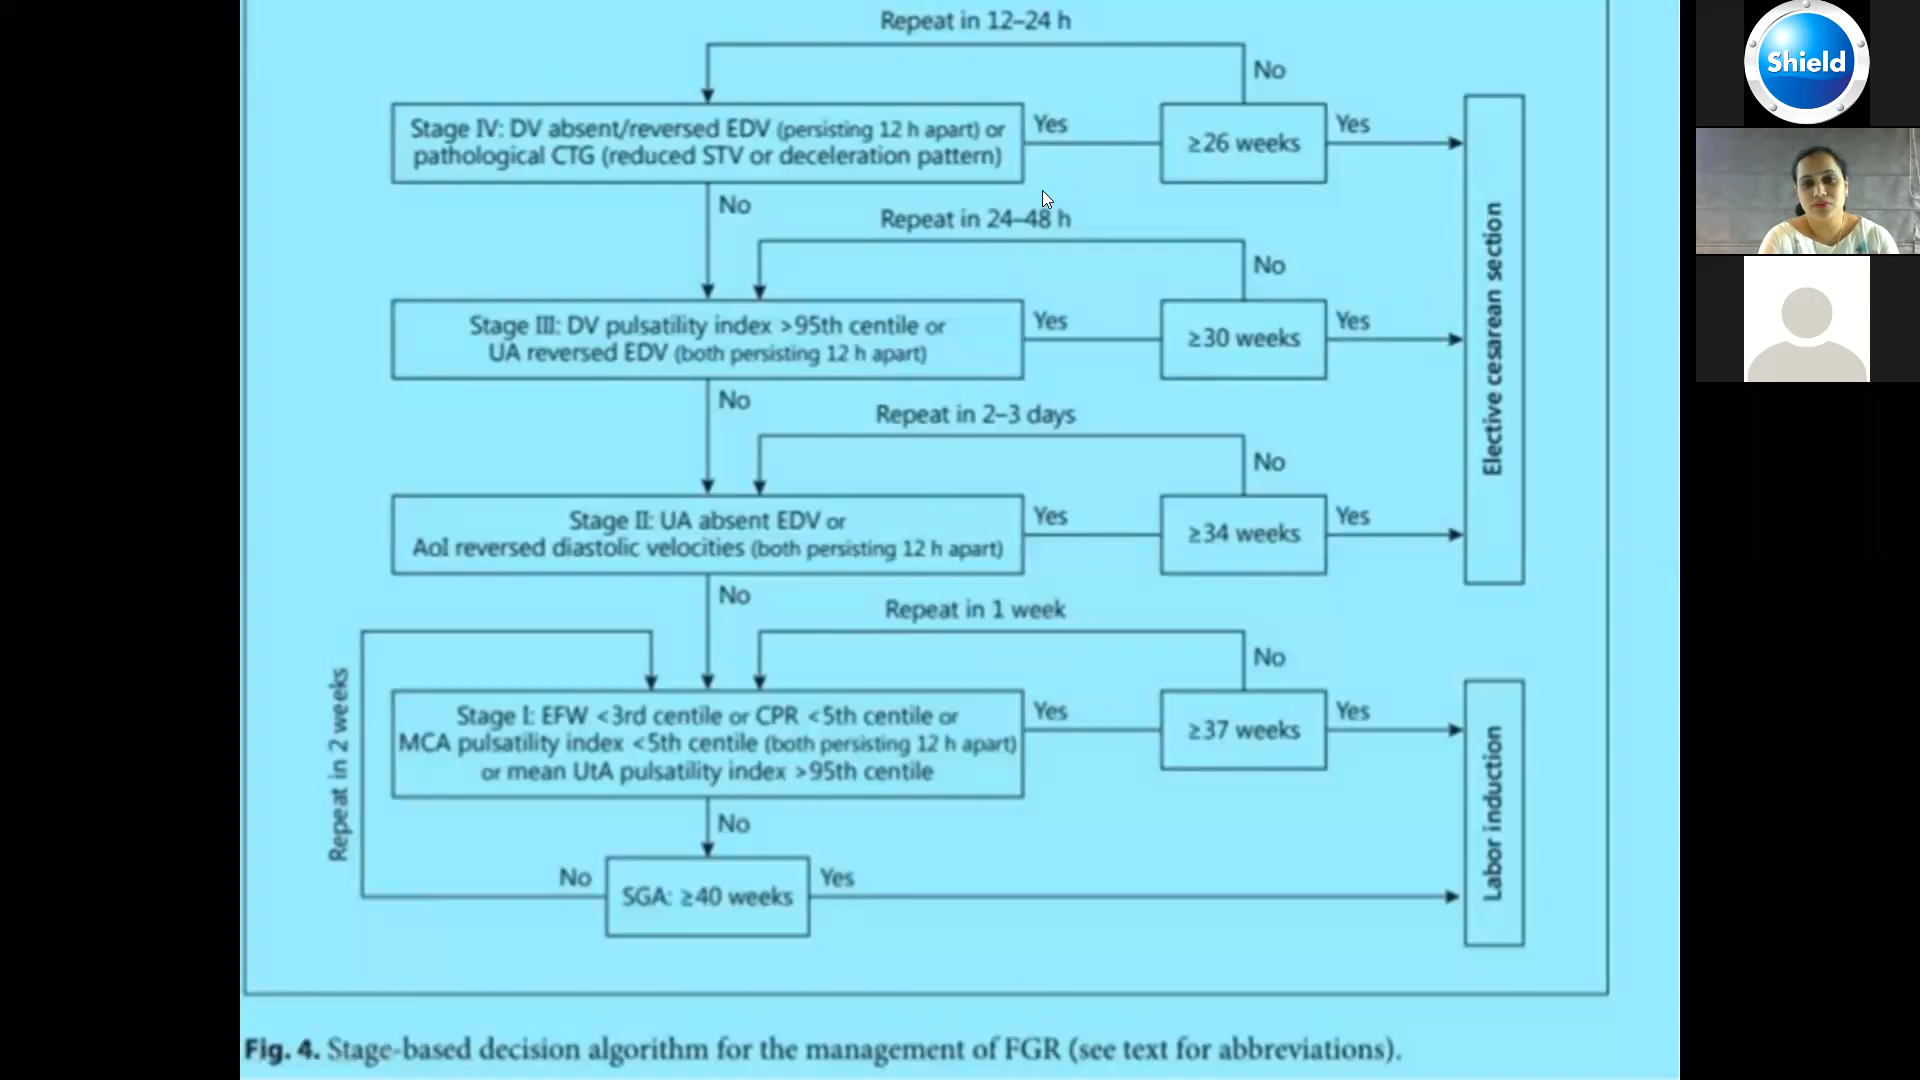 Repeat in 12–24 h
No
Stage IV: DV absent/reversed EDV (persisting 12 h apart) or
pathological CTG (reduced STV or deceleration pattern)
Yes
≥26 weeks
Yes
No
Repeat in 24–48 h
No
Stage III: DV pulsatility index >95th centile or
UA reversed EDV (both persisting 12 h apart)
Yes
≥30 weeks
Yes
Elective cesarean section
No
Repeat in 2–3 days
No
Stage II: UA absent EDV or
AoI reversed diastolic velocities (both persisting 12 h apart)
Yes
≥34 weeks
Yes
No
Repeat in 1 week
No
Repeat in 2 weeks
Stage I: EFW <3rd centile or CPR <5th centile or
MCA pulsatility index <5th centile (both persisting 12 h apart)
or mean UtA pulsatility index >95th centile
Yes
≥37 weeks
Yes
Labor induction
No
No
SGA: ≥40 weeks
Yes
Fig. 4. Stage-based decision algorithm for the management of FGR (see text for abbreviations).
Shield